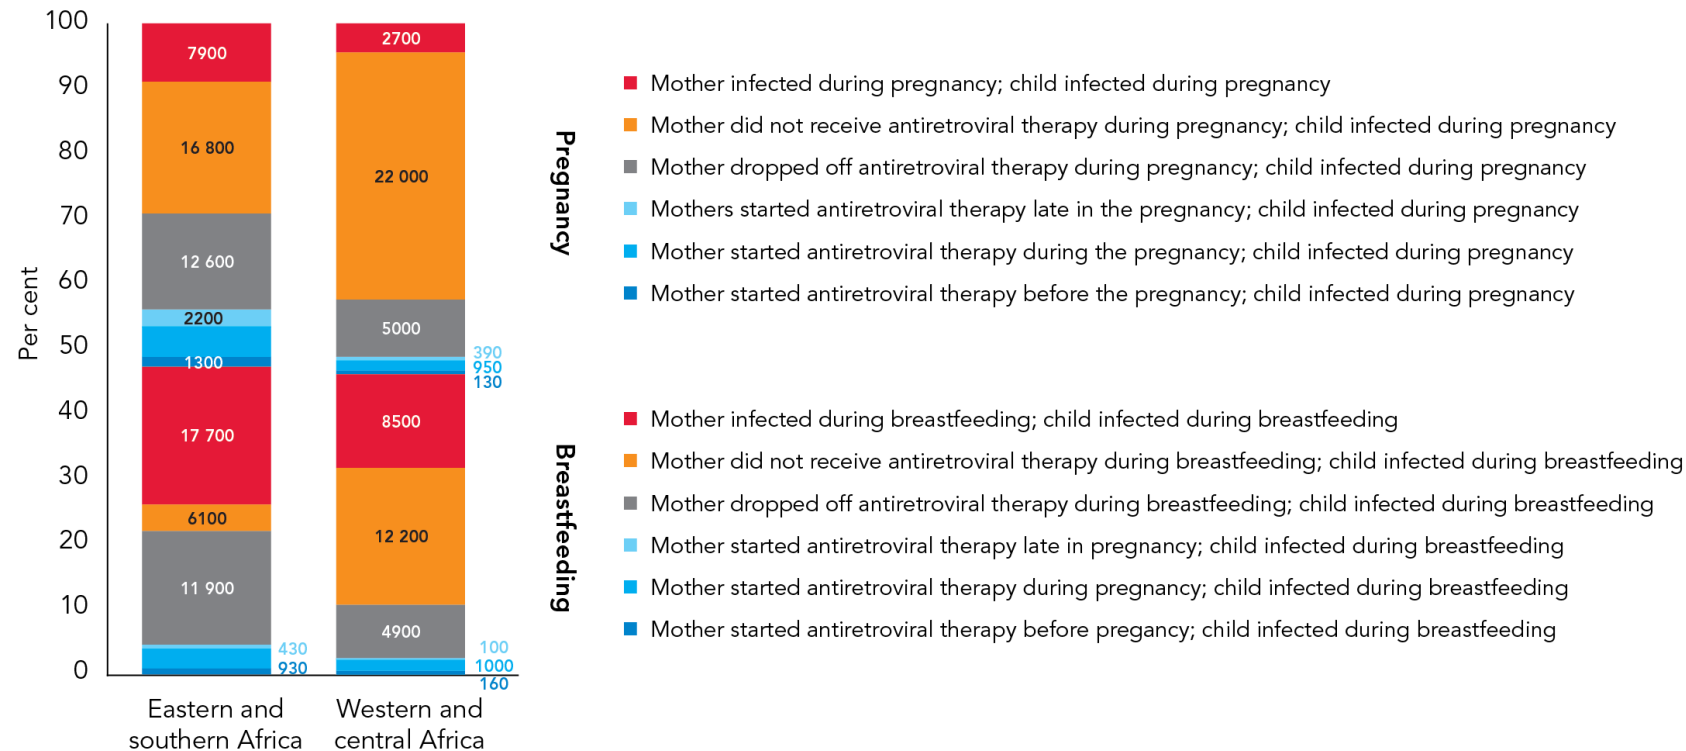 100
90
80
70
60
50
40
30
20
10
0
Per cent
7900
16 800
12 600
2200
1300
17 700
6100
11 900
430
930
2700
22 000
5000
390
950
130
8500
12 200
4900
100
1000
160
Eastern and
southern Africa
Western and
central Africa
Pregnancy
Mother infected during pregnancy; child infected during pregnancy
Mother did not receive antiretroviral therapy during pregnancy; child infected during pregnancy
Mother dropped off antiretroviral therapy during pregnancy; child infected during pregnancy
Mothers started antiretroviral therapy late in the pregnancy; child infected during pregnancy
Mother started antiretroviral therapy during the pregnancy; child infected during pregnancy
Mother started antiretroviral therapy before the pregnancy; child infected during pregnancy
Breastfeeding
Mother infected during breastfeeding; child infected during breastfeeding
Mother did not receive antiretroviral therapy during breastfeeding; child infected during breastfeeding
Mother dropped off antiretroviral therapy during breastfeeding; child infected during breastfeeding
Mother started antiretroviral therapy late in pregnancy; child infected during breastfeeding
Mother started antiretroviral therapy during pregnancy; child infected during breastfeeding
Mother started antiretroviral therapy before pregancy; child infected during breastfeeding